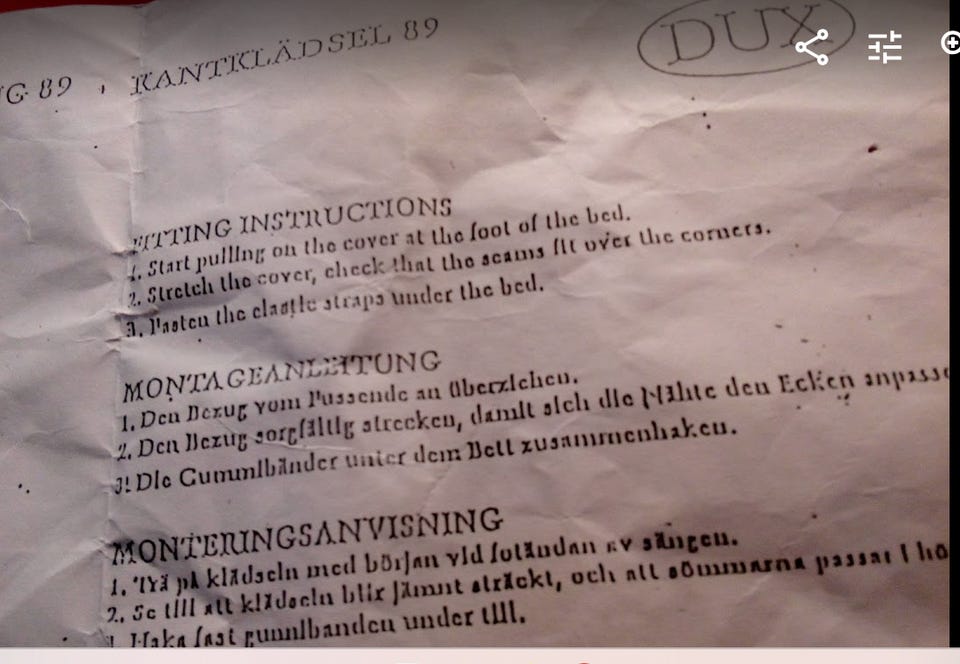 G 89 , KANTKLÄDSEL 89
DUX
FITTING INSTRUCTIONS
1. Start pulling on the cover at the foot of the bed.
2. Stretch the cover, check that the seams fit over the corners.
3. Fasten the elastic straps under the bed.
MONTAGEANLEITUNG
1. Den Bezug vom Fussende an überziehen.
2. Den Bezug sorgfältig strecken, damit sich die Nähte den Ecken anpasse
3. Die Gummibänder unter dem Bett zusammenhaken.
MONTERINGSANVISNING
1. Trä på klädseln med början vid fotändan av sängen.
2. Se till att klädseln blir jämnt sträckt, och att sömmarna passar i hö
Haka fast gummibanden under till.